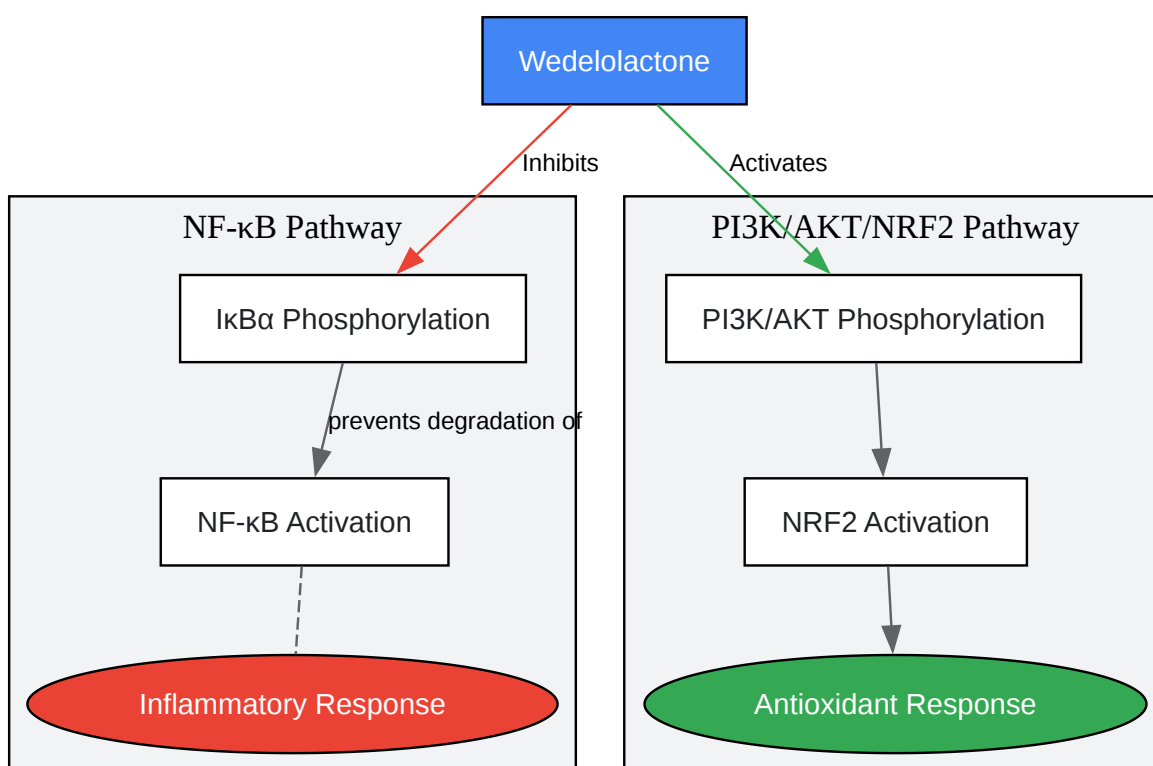 Wedelolactone
Inhibits
Activates
NF-κB Pathway
IκBα Phosphorylation
prevents degradation of
NF-κB Activation
Inflammatory Response
PI3K/AKT/NRF2 Pathway
PI3K/AKT Phosphorylation
NRF2 Activation
Antioxidant Response